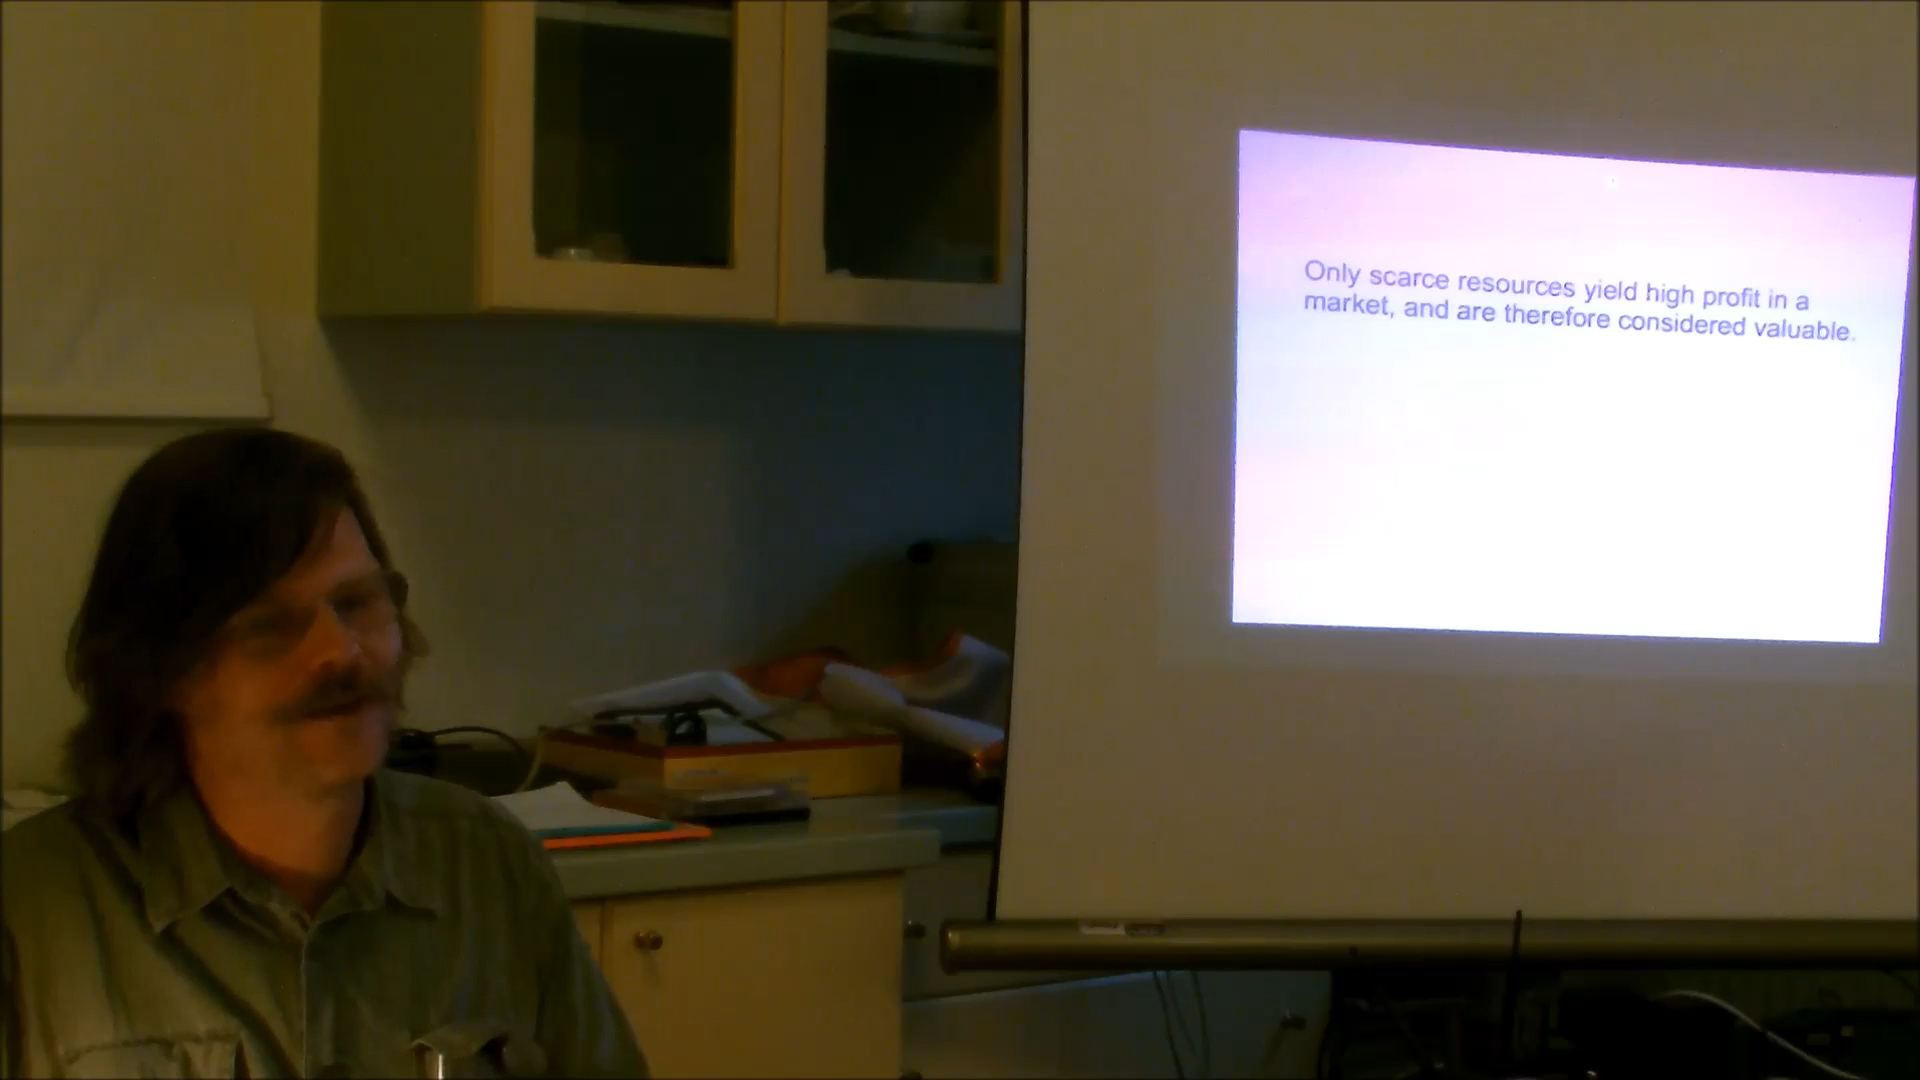 Only scarce resources yield high profit in a
market, and are therefore considered valuable.